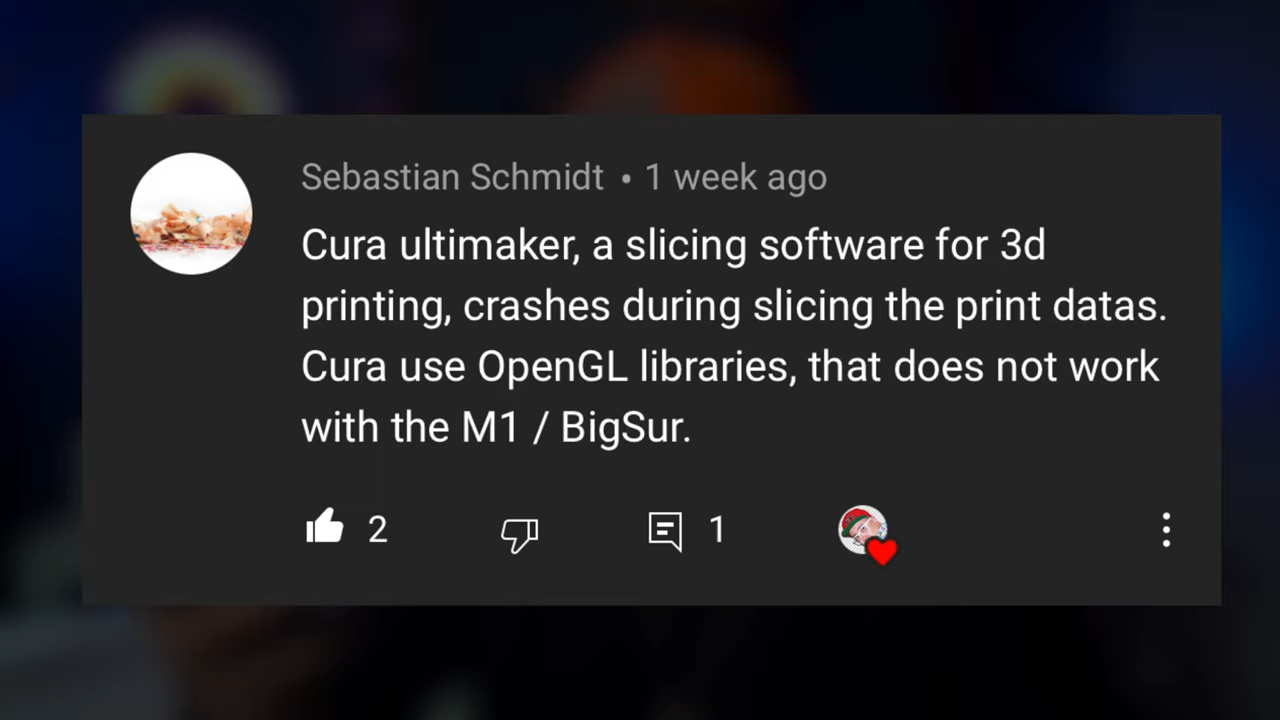 Sebastian Schmidt • 1 week ago
Cura ultimaker, a slicing software for 3d
printing, crashes during slicing the print datas.
Cura use OpenGL libraries, that does not work
with the M1 / BigSur.
2
1